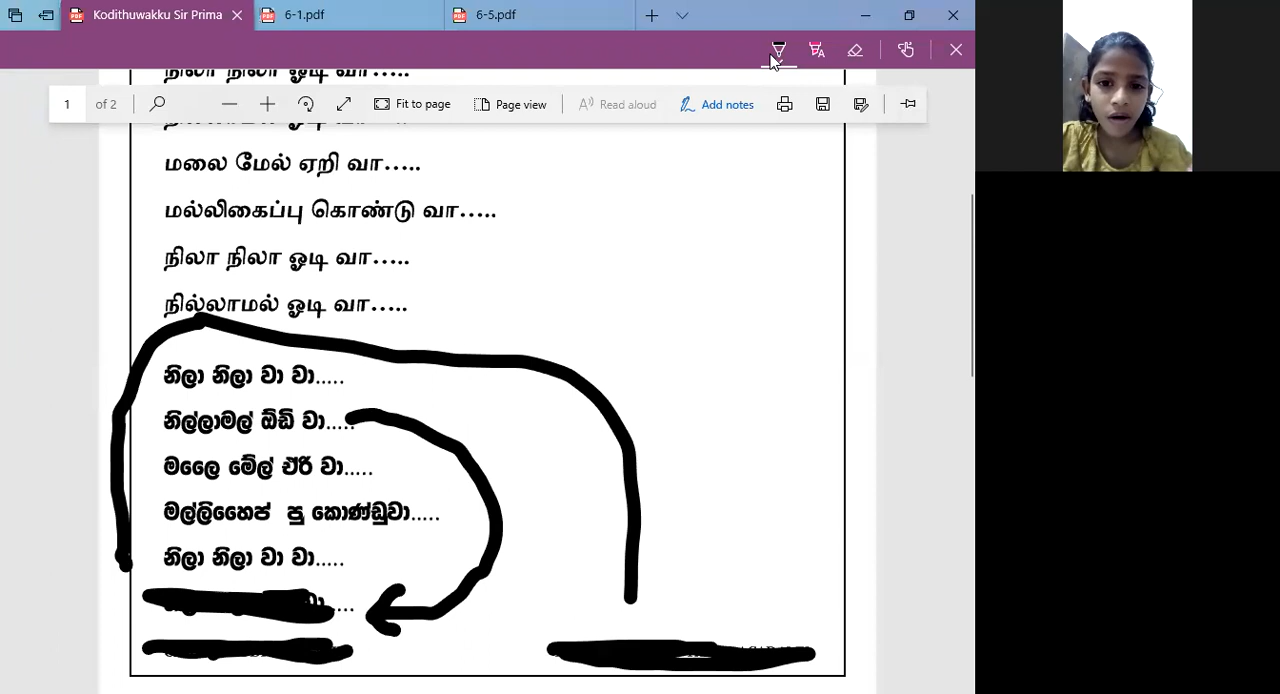 Kodithuwakku Sir Prima
6-1.pdf
6-5.pdf
1 of 2
Fit to page
Page view
Read aloud
Add notes
நிலா நிலா ஓடி வா.....
மலை மேல் ஏறி வா.....
மல்லிகைப்பு கொண்டு வா.....
நிலா நிலா ஓடி வா.....
நில்லாமல் ஓடி வா.....
නිලා නිලා වා වා.....
නිල්ලාමල් ඕඩි වා.....
මලෛ මේල් ඒරි වා.....
මල්ලිහෛප් පු කොණ්ඩුවා.....
නිලා නිලා වා වා.....